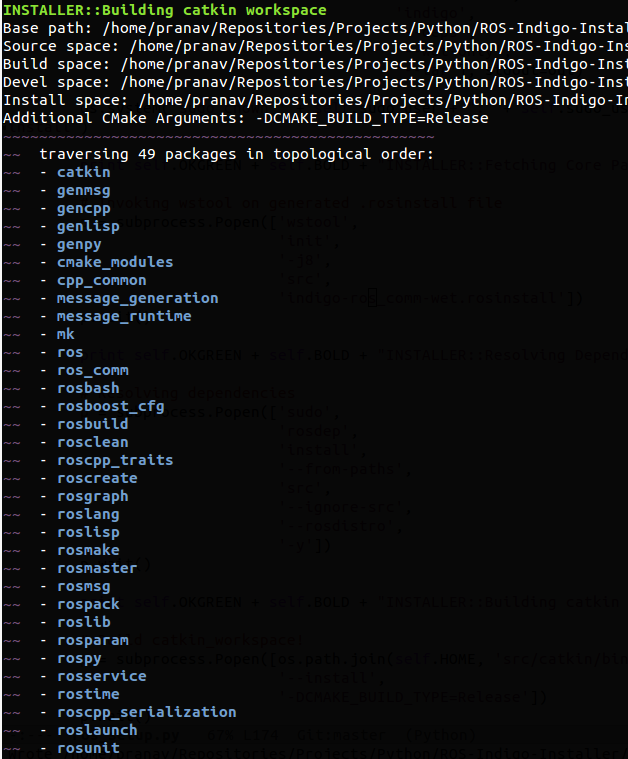 INSTALLER::Building catkin workspace
Base path: /home/pranav/Repositories/Projects/Python/ROS-Indigo-Instal
Source space: /home/pranav/Repositories/Projects/Python/ROS-Indigo-
Build space: /home/pranav/Repositories/Projects/Python/ROS-Indigo-Inst
Devel space: /home/pranav/Repositories/Projects/Python/ROS-Indigo-Inst
Install space: /home/pranav/Repositories/Projects/Python/ROS-Indigo-In
Additional CMake Arguments: -DCMAKE_BUILD_TYPE=Release
~~~~~~~~~~~~~~~~~~~~~~~~~~~~~~~~~~~~~~~~~~~~~~~~
~~ traversing 49 packages in topological order:
~~ - catkin
~~ - genmsg
~~ - gencpp
~~ - genlisp
~~ - genpy
~~ - cmake_modules
~~ - cpp_common
~~ - message_generation
~~ - message_runtime
~~ - mk
~~ - ros
~~ - ros_comm
~~ - rosbash
~~ - rosboost_cfg
~~ - rosbuild
~~ - rosclean
~~ - roscpp_traits
~~ - roscreate
~~ - rosgraph
~~ - roslang
~~ - roslisp
~~ - rosmake
~~ - rosmaster
~~ - rosmsg
~~ - rospack
~~ - roslib
~~ - rosparam
~~ - rospy
~~ - rosservice
~~ - rostime
~~ - roscpp_serialization
~~ - roslaunch
~~ - rosunit